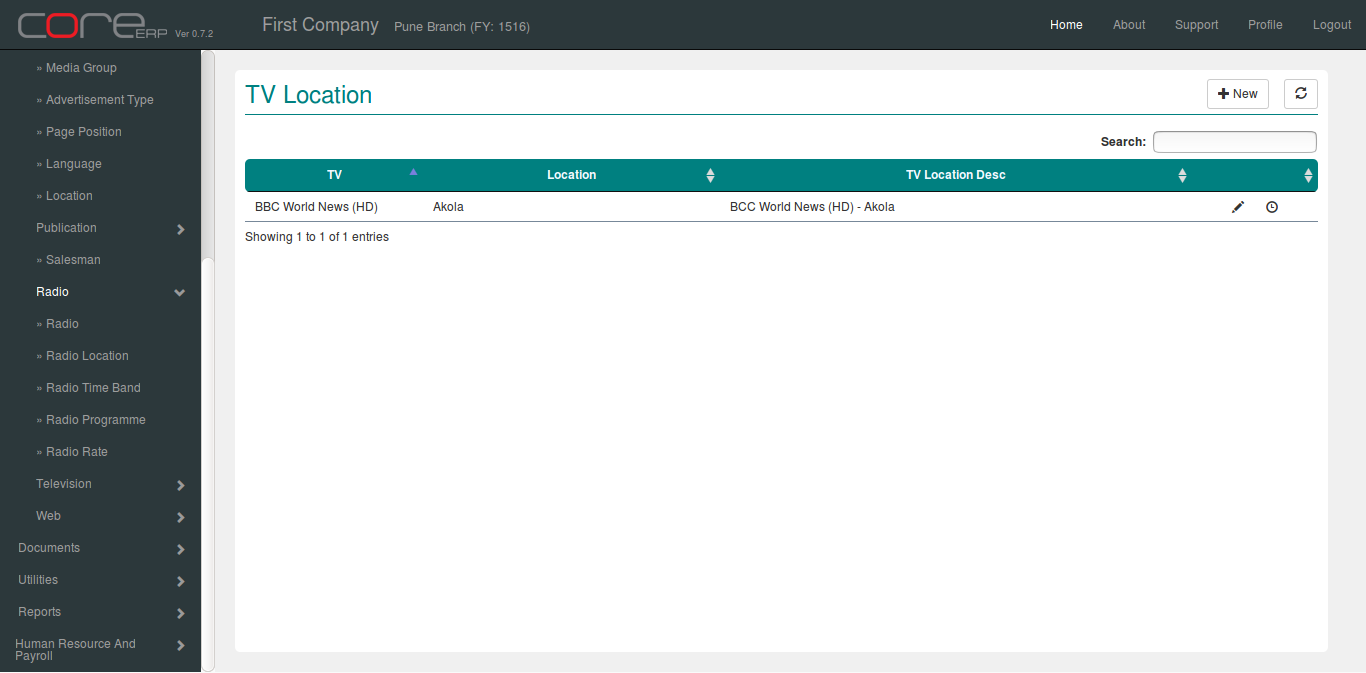 core ERP Ver 0.7.2
First Company Pune Branch (FY: 1516)
Home About Support Profile Logout
» Media Group
» Advertisement Type
» Page Position
» Language
» Location
Publication
» Salesman
Radio
» Radio
» Radio Location
» Radio Time Band
» Radio Programme
» Radio Rate
Television
Web
Documents
Utilities
Reports
Human Resource And
Payroll
TV Location
New
Search:
TV Location TV Location Desc
BBC World News (HD) Akola BCC World News (HD) - Akola
Showing 1 to 1 of 1 entries